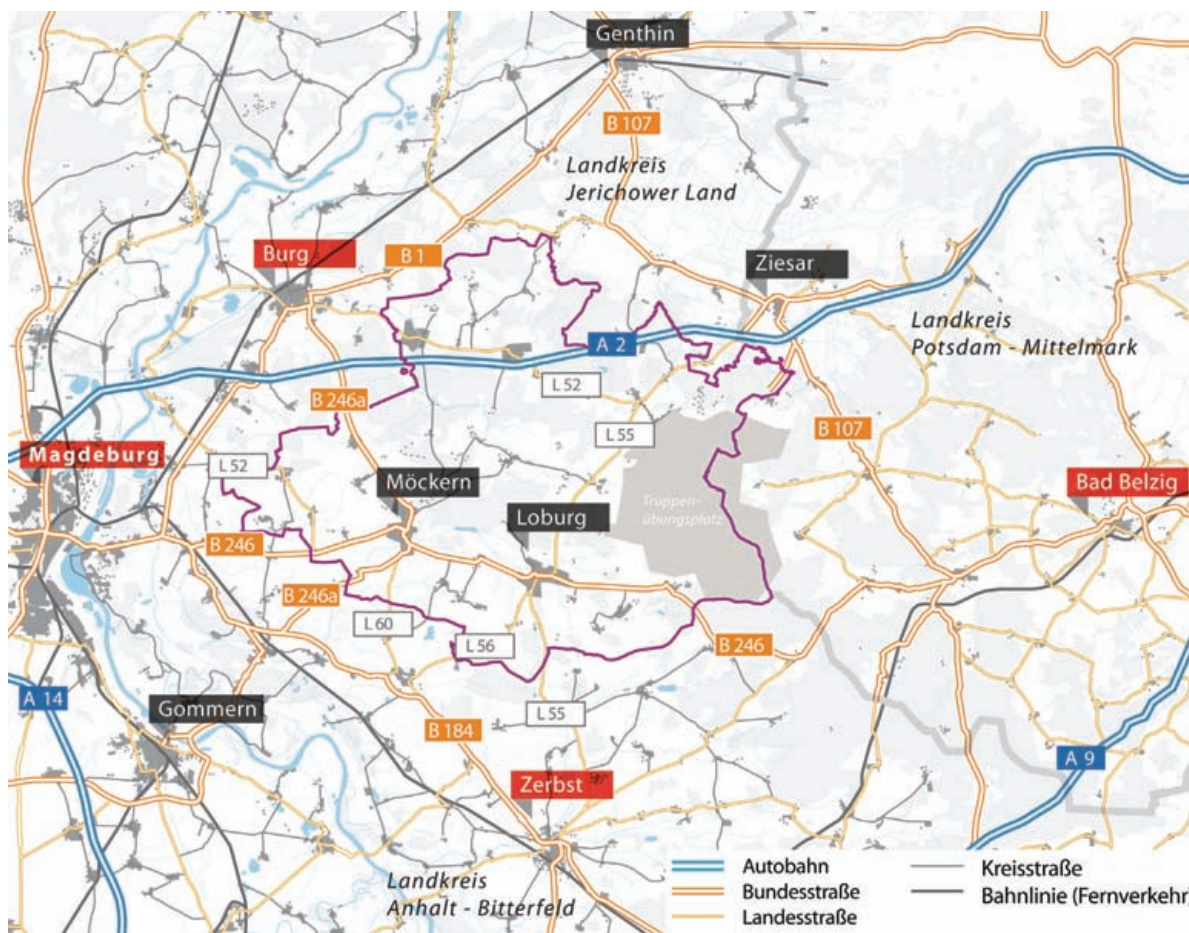 Genthin
B 107
Landkreis
Jerichower Land
Burg
B 1
Ziesar
Landkreis
Potsdam - Mittelmark
A 2
L 52
B 246a
L 55
B 107
Magdeburg
L 52
Möckern
Bad Belzig
Truppen-
übungsplatz
Loburg
B 246
B 246a
L 60
L 56
B 246
A 14
Gommern
L 55
B 184
A 9
Zerbst
Landkreis
Anhalt - Bitterfeld
Autobahn
Bundesstraße
Landesstraße
Kreisstraße
Bahnlinie (Fernverkehr)